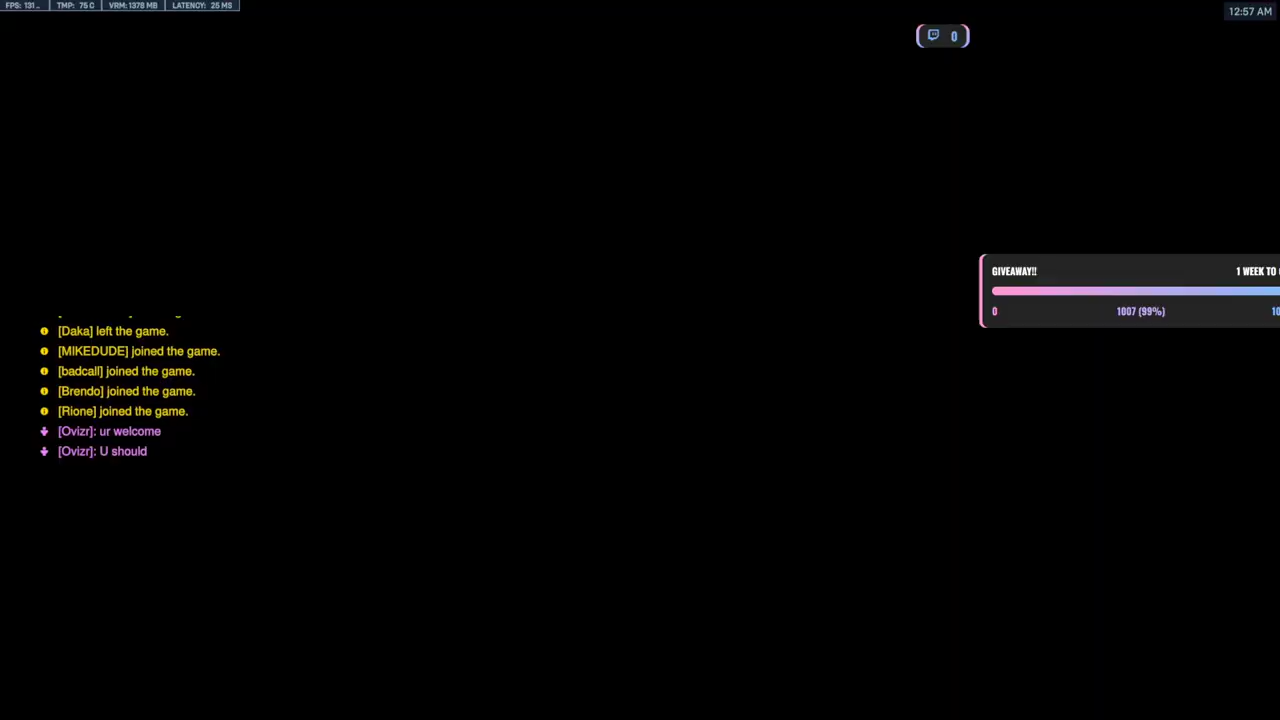 FPS: 131 .. TMP: 75 C VRM: 1378 MB LATENCY: 25 MS
12:57 AM
0
GIVEAWAY!! 1 WEEK TO
0 1007 (99%) 10
[Daka] left the game.
[MIKEDUDE] joined the game.
[badcall] joined the game.
[Brendo] joined the game.
[Rione] joined the game.
[Ovizr]: ur welcome
[Ovizr]: U should